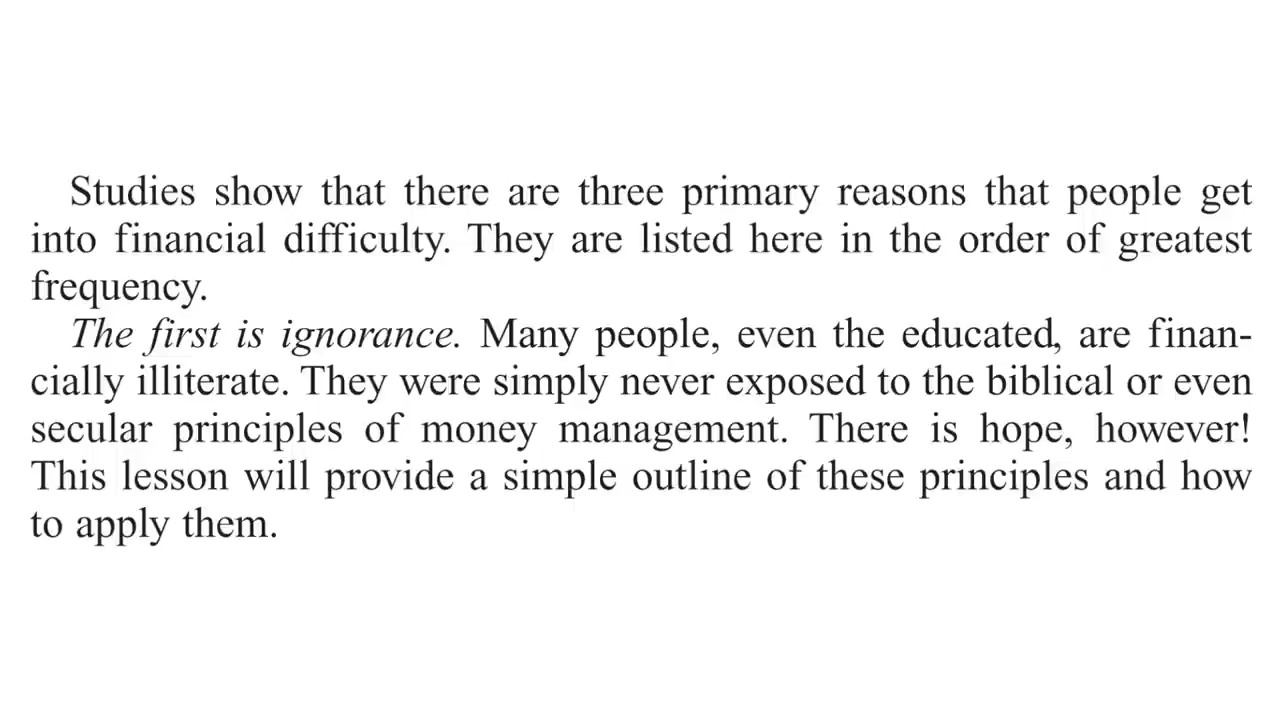 Studies show that there are three primary reasons that people get
into financial difficulty. They are listed here in the order of greatest
frequency.
The first is ignorance. Many people, even the educated, are finan-
cially illiterate. They were simply never exposed to the biblical or even
secular principles of money management. There is hope, however!
This lesson will provide a simple outline of these principles and how
to apply them.